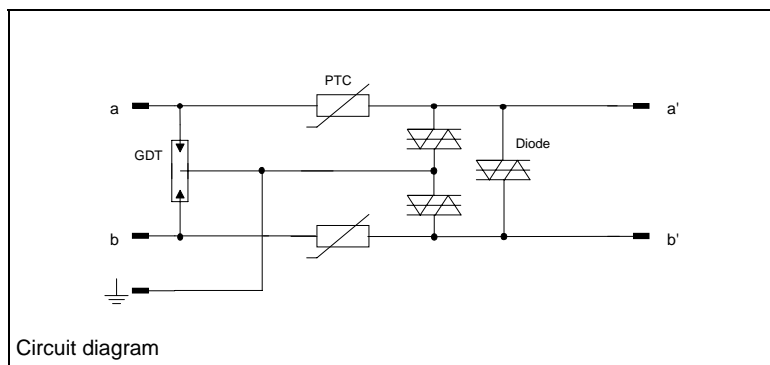 PTC
a
a'
GDT
Diode
b
b'
Circuit diagram